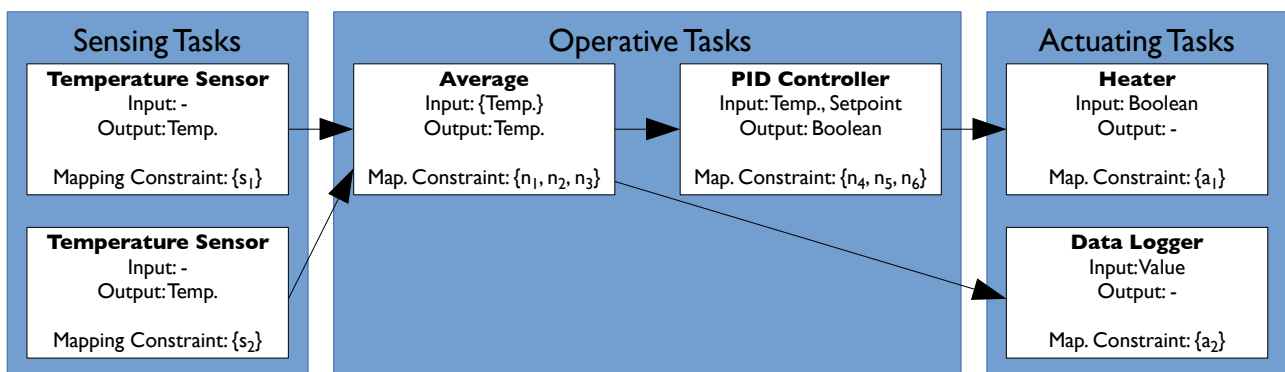 Sensing Tasks
Temperature Sensor
Input: -
Output: Temp.
Mapping Constraint: {s1}
Temperature Sensor
Input: -
Output: Temp.
Mapping Constraint: {s2}
Operative Tasks
Average
Input: {Temp.}
Output: Temp.
Map. Constraint: {n1, n2, n3}
PID Controller
Input: Temp., Setpoint
Output: Boolean
Map. Constraint: {n4, n5, n6}
Actuating Tasks
Heater
Input: Boolean
Output: -
Map. Constraint: {a1}
Data Logger
Input: Value
Output: -
Map. Constraint: {a2}